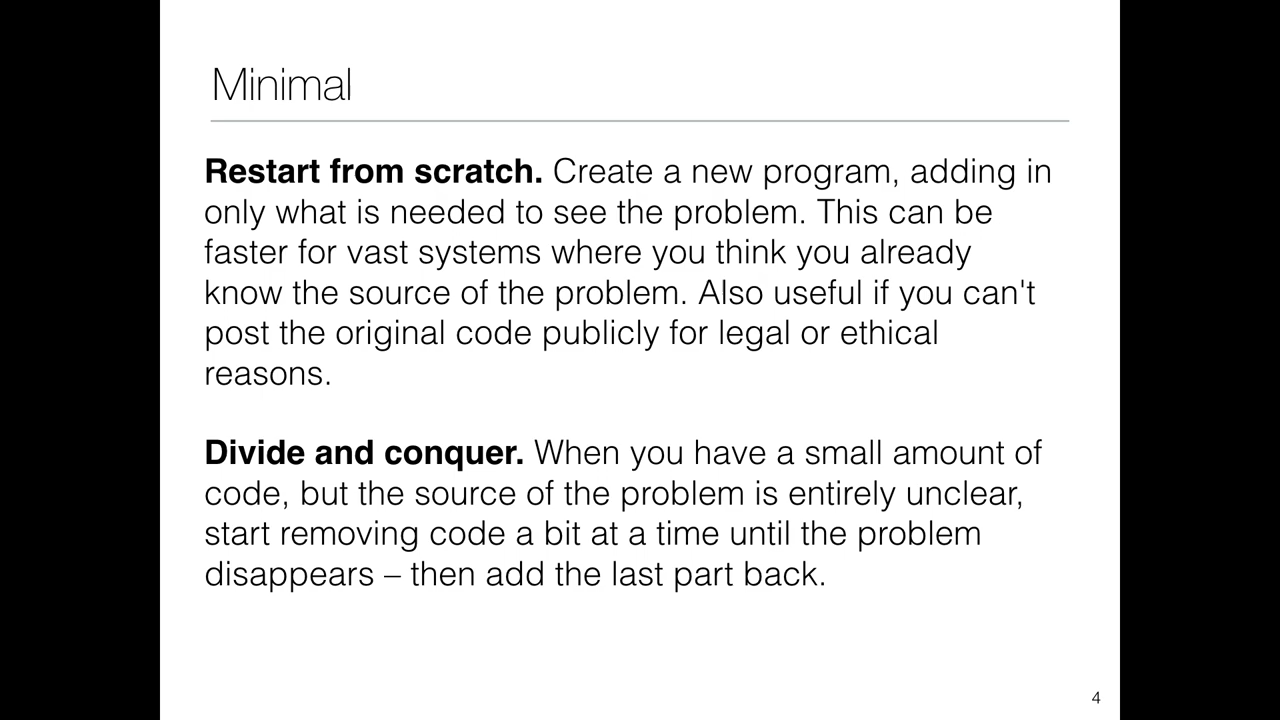 Minimal
Restart from scratch. Create a new program, adding in
only what is needed to see the problem. This can be
faster for vast systems where you think you already
know the source of the problem. Also useful if you can't
post the original code publicly for legal or ethical
reasons.
Divide and conquer. When you have a small amount of
code, but the source of the problem is entirely unclear,
start removing code a bit at a time until the problem
disappears – then add the last part back.
4